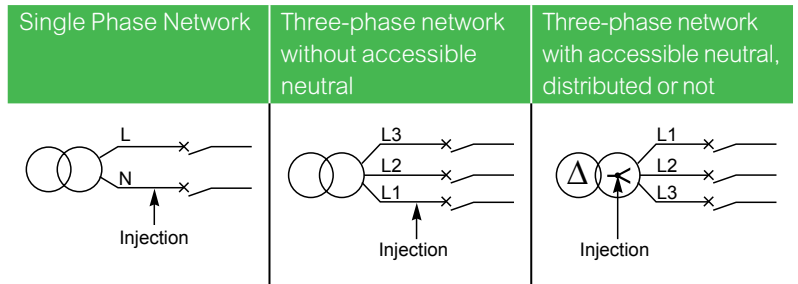 Single Phase Network
Three-phase network
without accessible
neutral
Three-phase network
with accessible neutral,
distributed or not
L
N
Injection
L3
L2
L1
Injection
Δ
L1
L2
L3
Injection